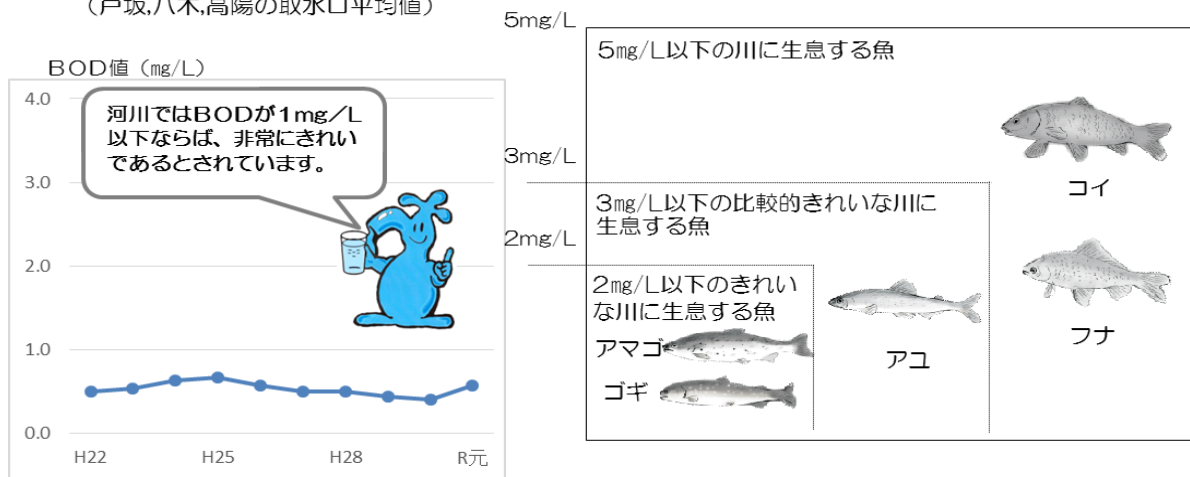 （戸坂,八木,高陽の取水口平均値）
BOD値（㎎/L）
4.0
3.0
2.0
1.0
0.0
H22
H25
H28
R元
河川ではBODが1mg／L
以下ならば、非常にきれい
であるとされています。
5mg/L
3mg/L
2mg/L
5㎎/L以下の川に生息する魚
コイ
フナ
3㎎/L以下の比較的きれいな川に
生息する魚
アユ
2㎎/L以下のきれい
な川に生息する魚
アマゴ
ゴギ